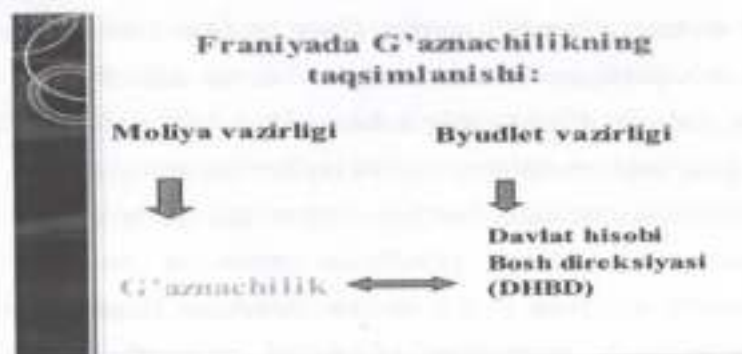 Franiyada G'aznachilikning
taqsimlanishi:
Moliya vazirligi
Byudlet vazirligi
G'aznachilik
Davlat hisobi
Bosh direksiyasi
(DHBD)